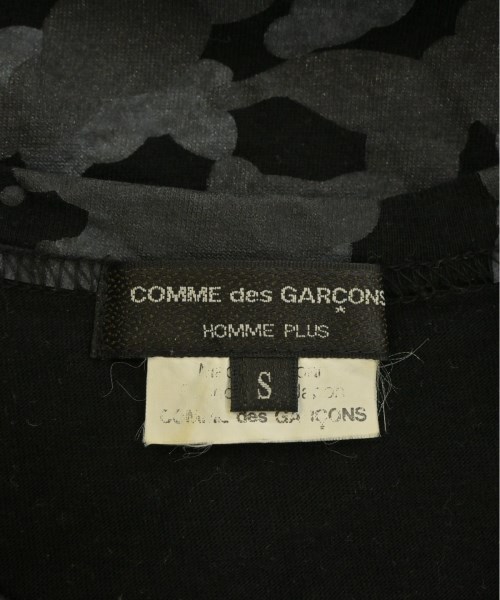 COMME des GARÇONS
*
HOMME PLUS
S
COMME des GARÇONS